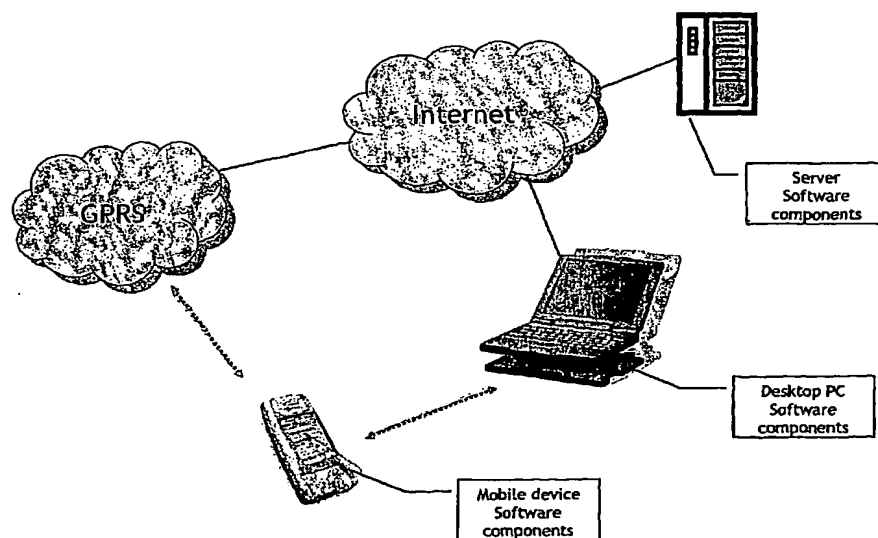 Internet
GPRS
Server
Software
components
Desktop PC
Software
components
Mobile device
Software
components